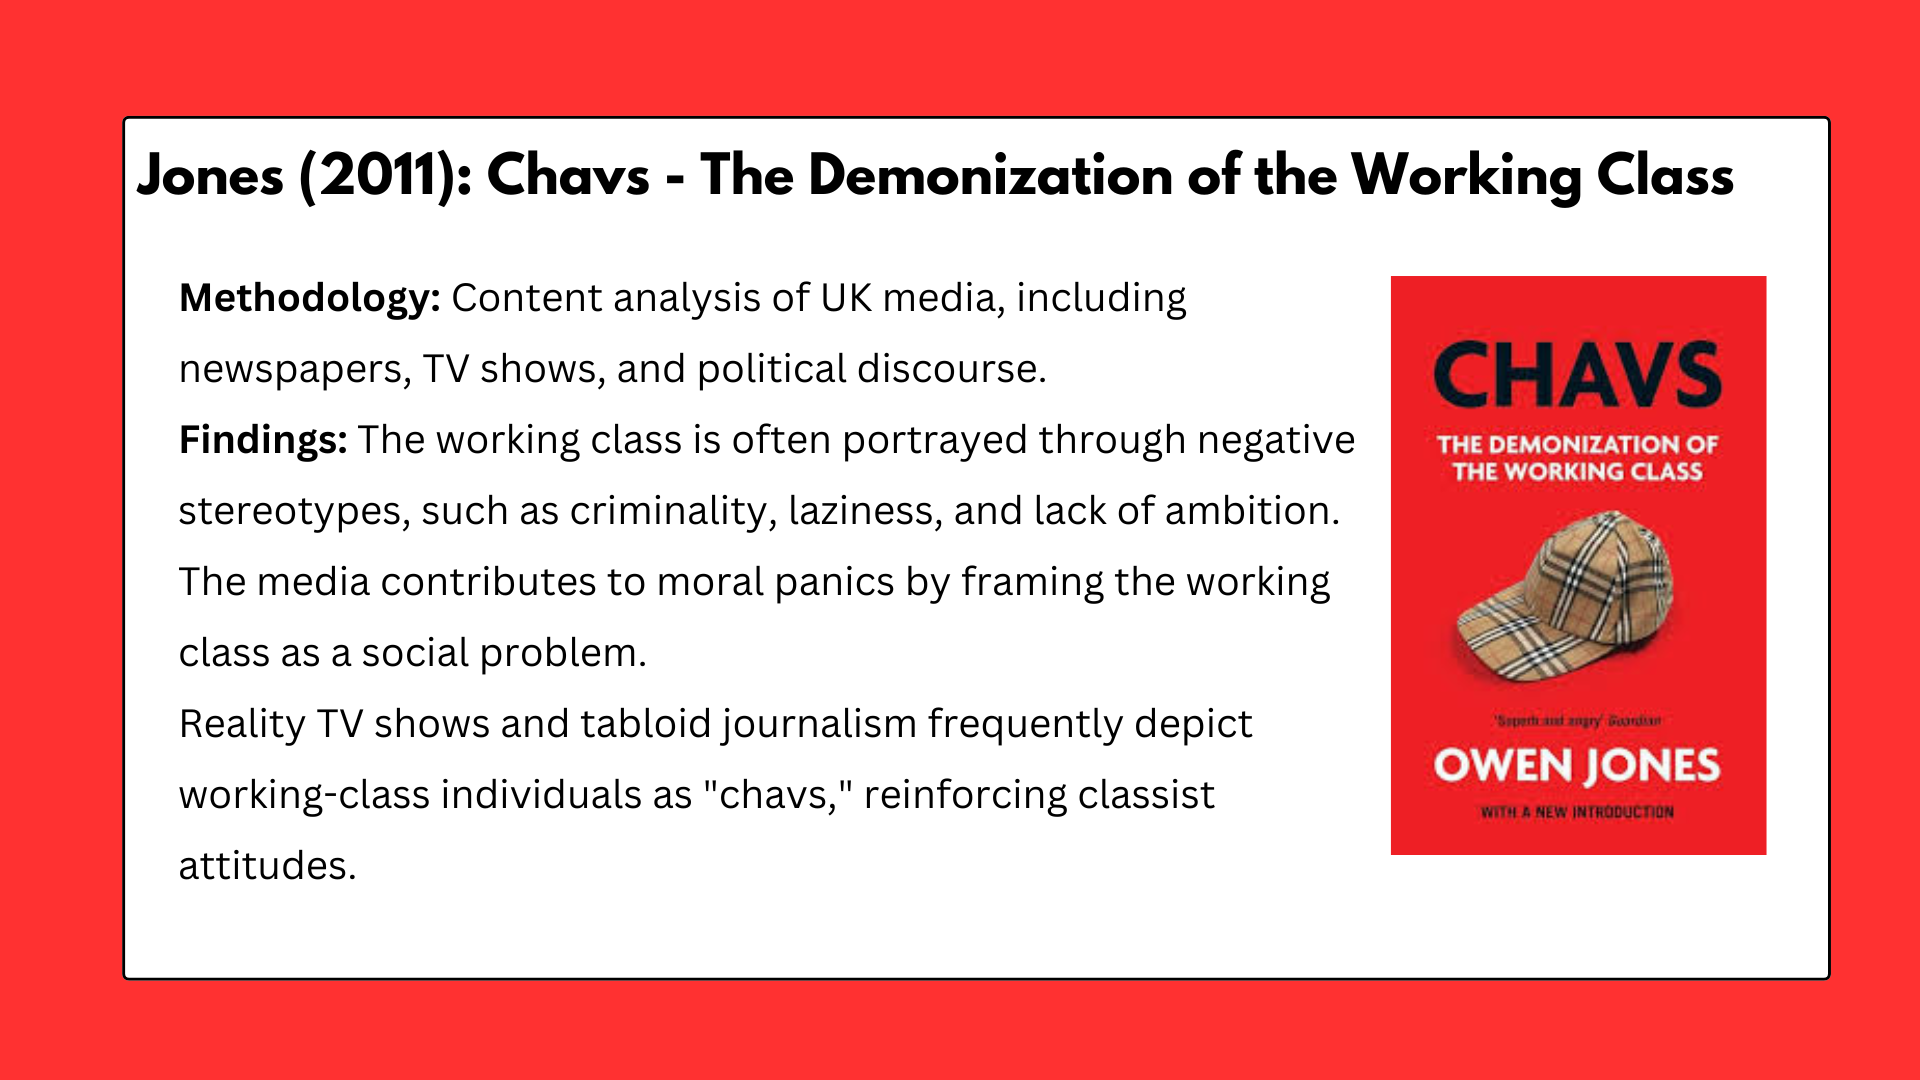 Jones (2011): Chavs - The Demonization of the Working Class
Methodology: Content analysis of UK media, including
newspapers, TV shows, and political discourse.
Findings: The working class is often portrayed through negative
stereotypes, such as criminality, laziness, and lack of ambition.
The media contributes to moral panics by framing the working
class as a social problem.
Reality TV shows and tabloid journalism frequently depict
working-class individuals as "chavs," reinforcing classist
attitudes.
CHAVS
THE DEMONIZATION OF
THE WORKING CLASS
'Superb and angry' Guardian
OWEN JONES
WITH A NEW INTRODUCTION